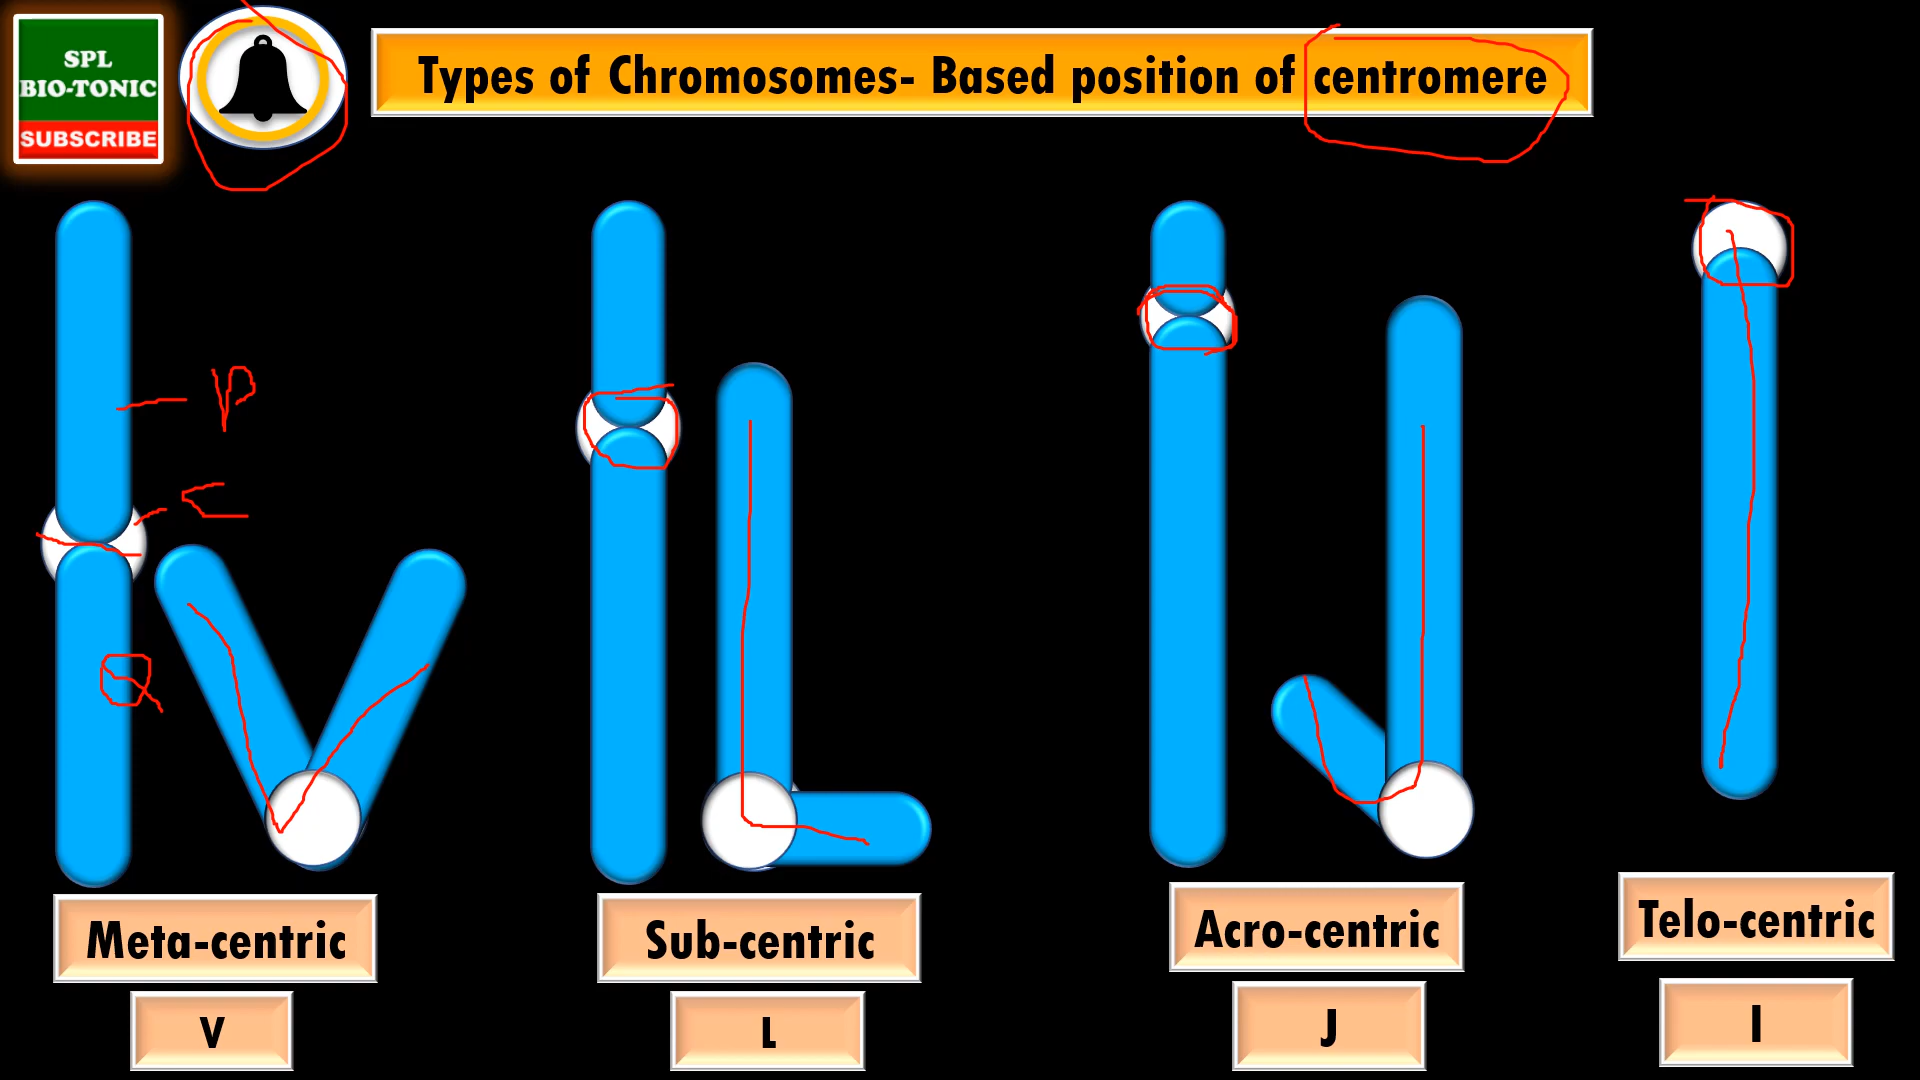 SPL
BIO-TONIC
SUBSCRIBE
Types of Chromosomes- Based position of centromere
p
C
Q
Meta-centric
Sub-centric
Acro-centric
Telo-centric
V
L
J
I